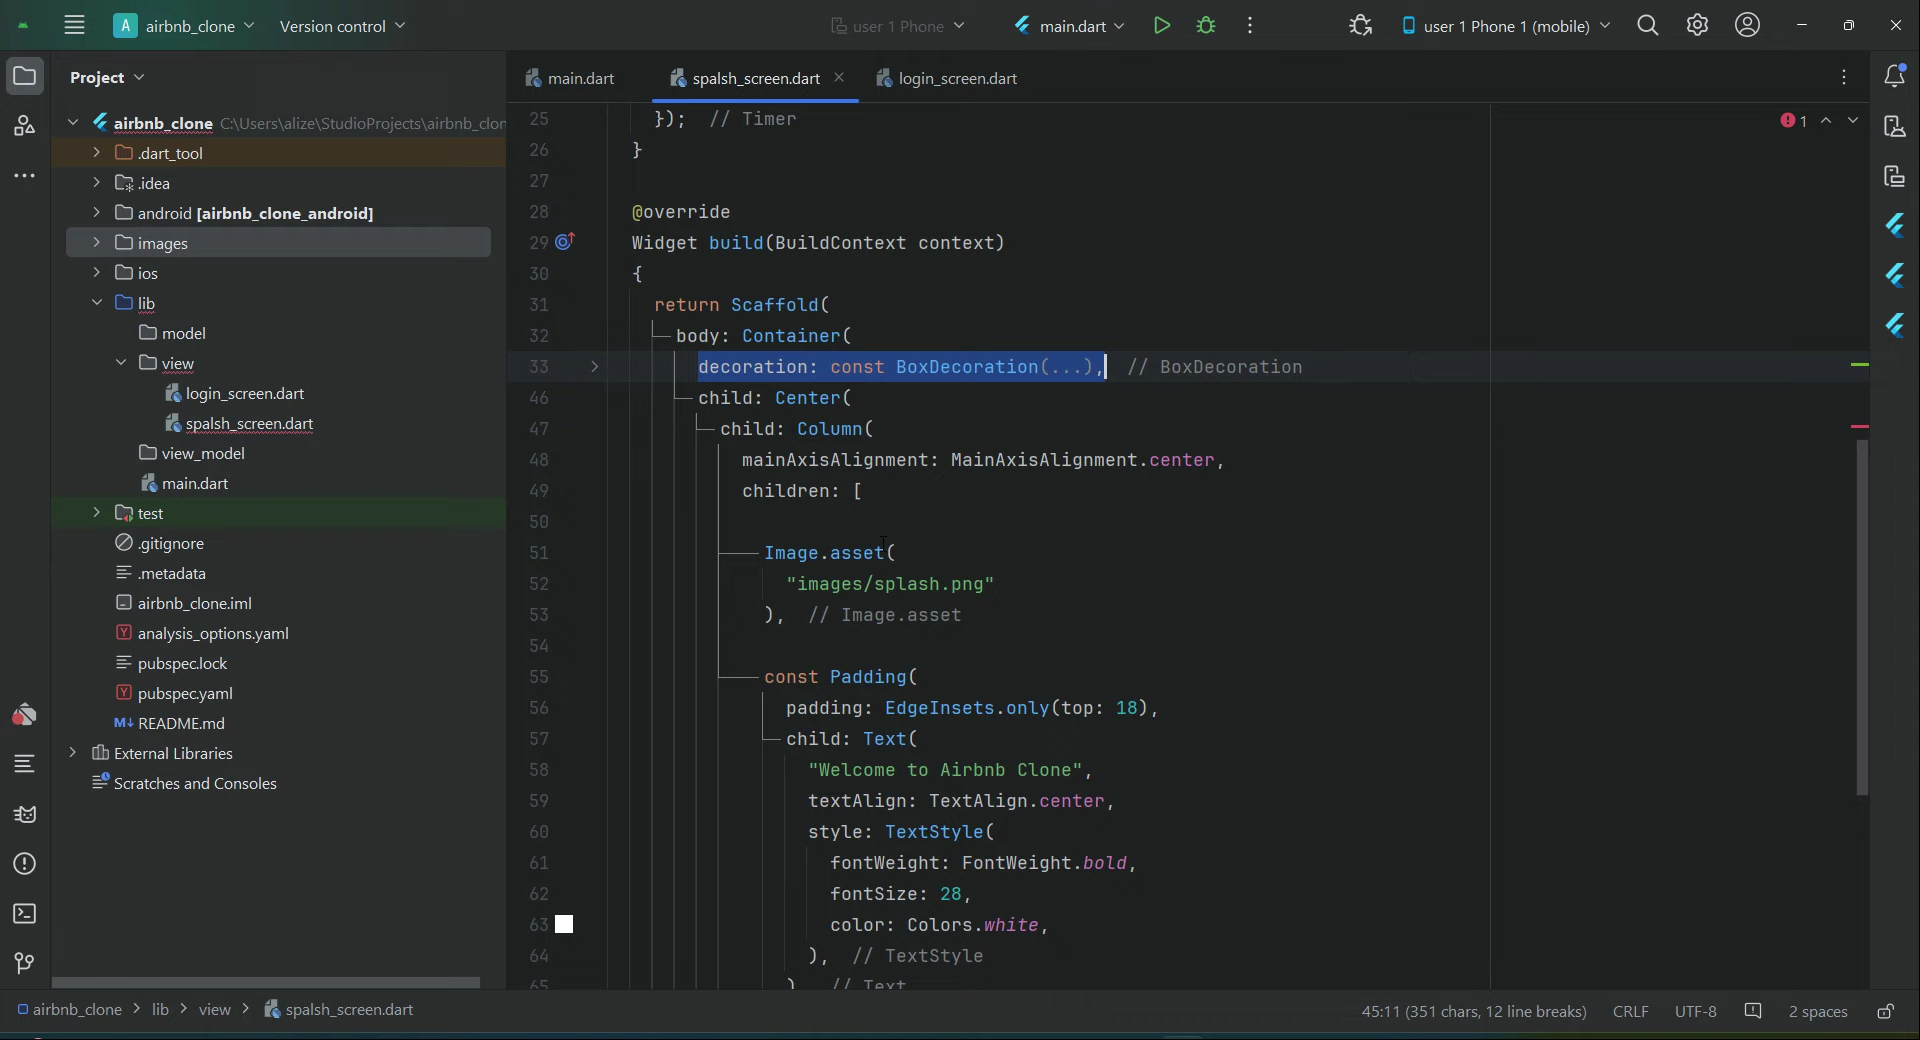 A airbnb_clone Version control user 1 Phone main.dart user 1 Phone 1 (mobile)
Project
main.dart spalsh_screen.dart login_screen.dart
airbnb_clone C:\Users\alize\StudioProjects\airbnb_clon
.dart_tool
.idea
android [airbnb_clone_android]
images
ios
lib
model
view
login_screen.dart
spalsh_screen.dart
view_model
main.dart
test
.gitignore
.metadata
airbnb_clone.iml
analysis_options.yaml
pubspec.lock
pubspec.yaml
M↓ README.md
External Libraries
Scratches and Consoles
1
25 }); // Timer
26 }
27
28 @override
29 Widget build(BuildContext context)
30 {
31 return Scaffold(
32 body: Container(
33 decoration: const BoxDecoration(...), // BoxDecoration
46 child: Center(
47 child: Column(
48 mainAxisAlignment: MainAxisAlignment.center,
49 children: [
50
51 Image.asset(
52 "images/splash.png"
53 ), // Image.asset
54
55 const Padding(
56 padding: EdgeInsets.only(top: 18),
57 child: Text(
58 "Welcome to Airbnb Clone",
59 textAlign: TextAlign.center,
60 style: TextStyle(
61 fontWeight: FontWeight.bold,
62 fontSize: 28,
63 color: Colors.white,
64 ), // TextStyle
65 ) // Text
airbnb_clone > lib > view > spalsh_screen.dart 45:11 (351 chars, 12 line breaks) CRLF UTF-8 2 spaces